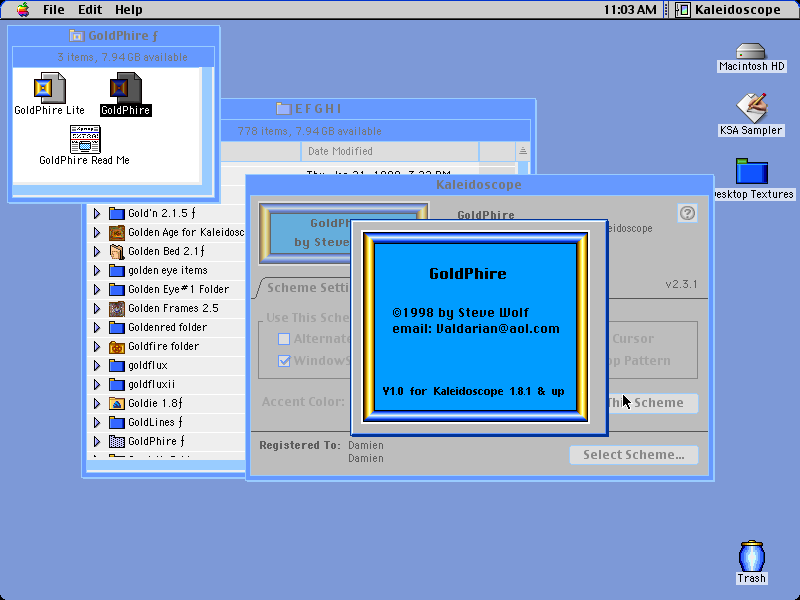 File Edit Help
11:03 AM
Kaleidoscope
GoldPhire ƒ
3 items, 7.94 GB available
GoldPhire Lite
GoldPhire
GoldPhire Read Me
EFGHI
778 items, 7.94 GB available
Date Modified
Gold'n 2.1.5 ƒ
Golden Age for Kaleidosc
Golden Bed 2.1ƒ
golden eye items
Golden Eye#1 Folder
Golden Frames 2.5
Goldenred folder
Goldfire folder
goldflux
goldfluxii
Goldie 1.8ƒ
GoldLines ƒ
GoldPhire ƒ
Kaleidoscope
GoldPh
by Steve
GoldPhire
eidoscope
v2.3.1
Scheme Setti
Use This Sche
Alternate
Cursor
WindowS
op Pattern
Accent Color:
This Scheme
Registered To: Damien
Damien
Select Scheme...
GoldPhire
©1998 by Steve Wolf
email: Valdarian@aol.com
V1.0 for Kaleidoscope 1.8.1 & up
Macintosh HD
KSA Sampler
esktop Textures
Trash